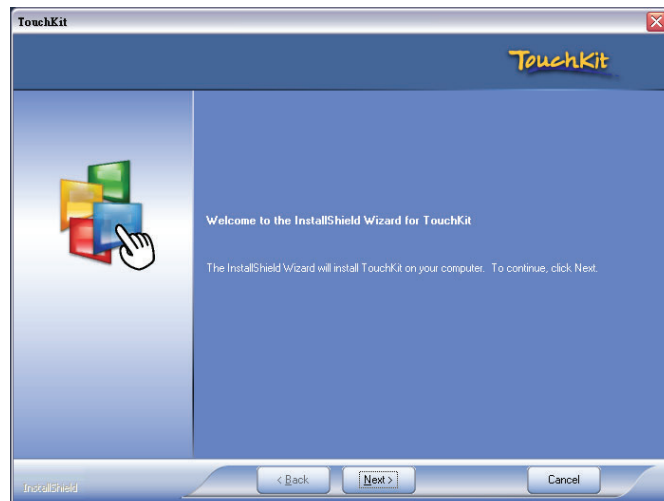 TouchKit
TouchKit
Welcome to the InstallShield Wizard for TouchKit
The InstallShield Wizard will install TouchKit on your computer. To continue, click Next.
InstallShield
< Back
Next >
Cancel